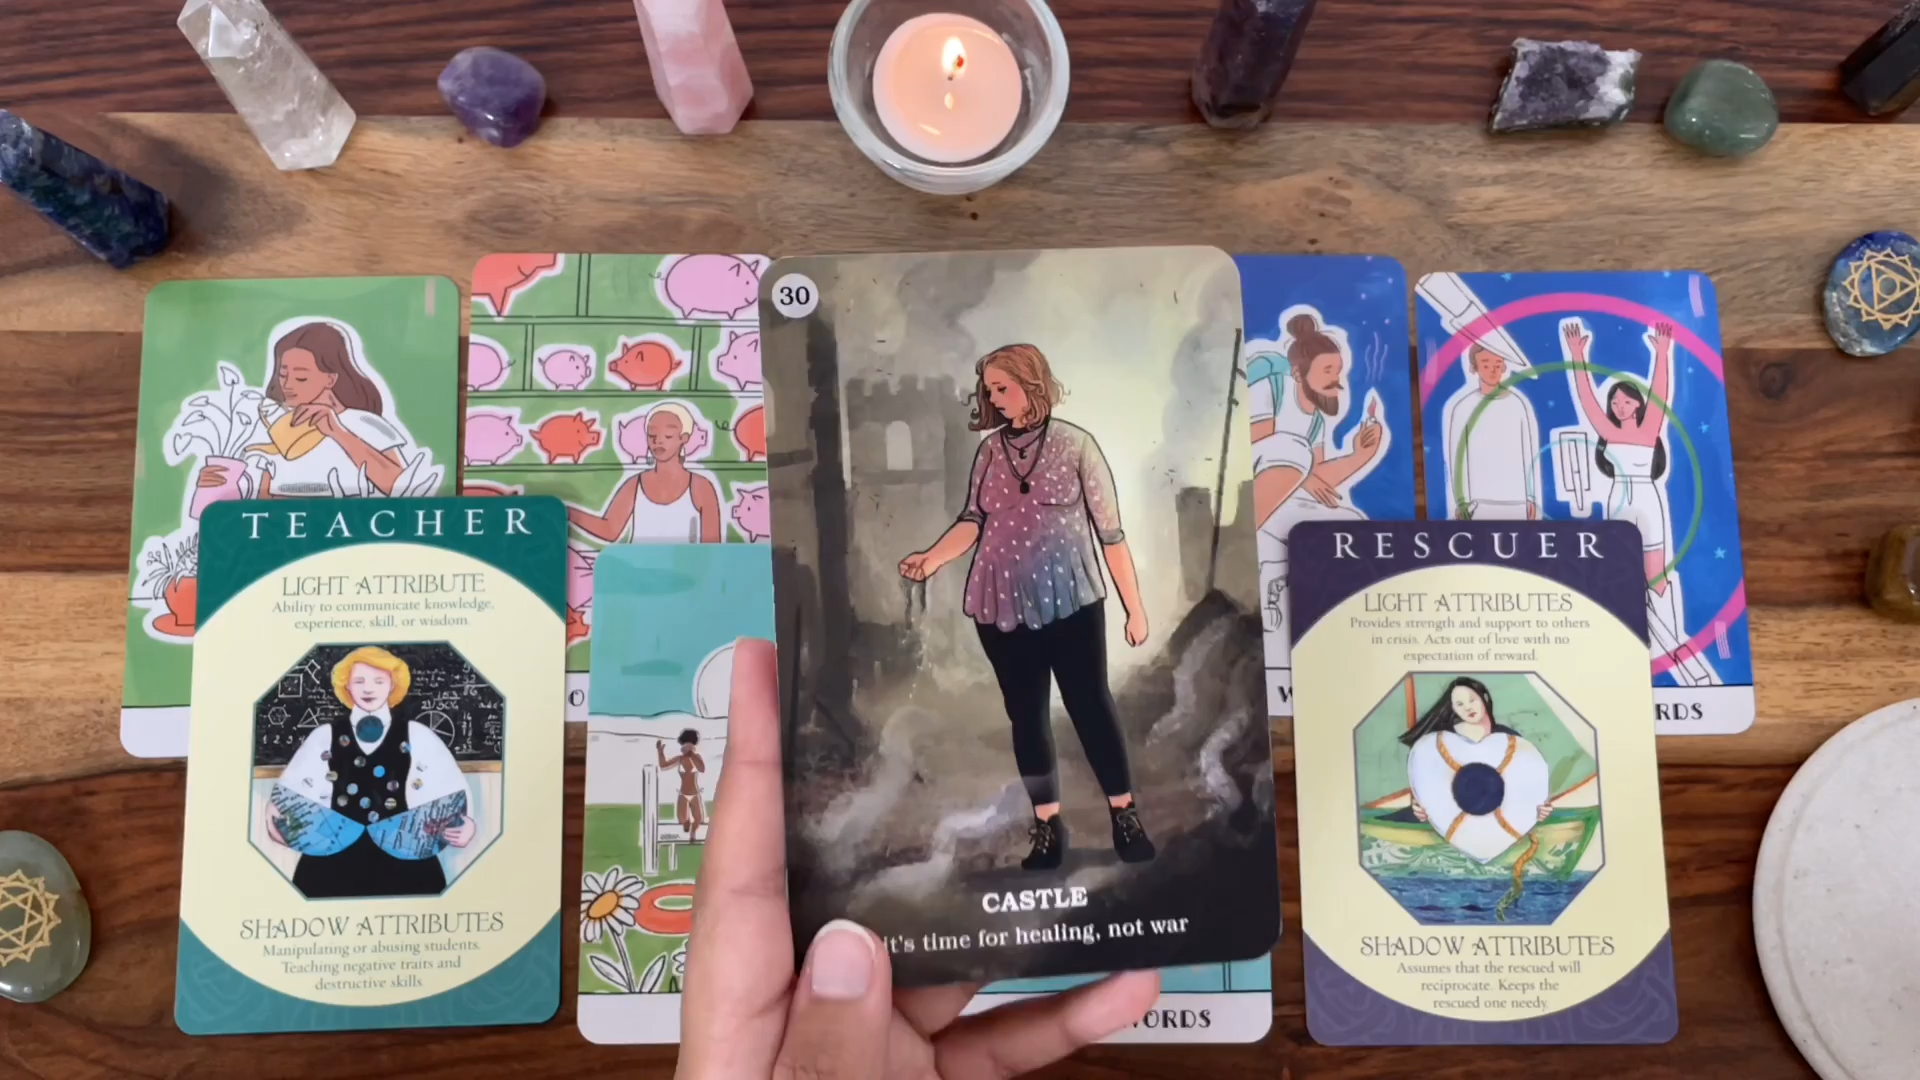 30
CASTLE
it's time for healing, not war
TEACHER
LIGHT ATTRIBUTE
Ability to communicate knowledge,
experience, skill, or wisdom.
SHADOW ATTRIBUTES
Manipulating or abusing students.
Teaching negative traits and
destructive skills
RESCUER
LIGHT ATTRIBUTES
Provides strength and support to others
in crisis. Acts out of love with no
expectation of reward.
SHADOW ATTRIBUTES
Assumes that the rescued will
reciprocate. Keeps the
rescued one needy.